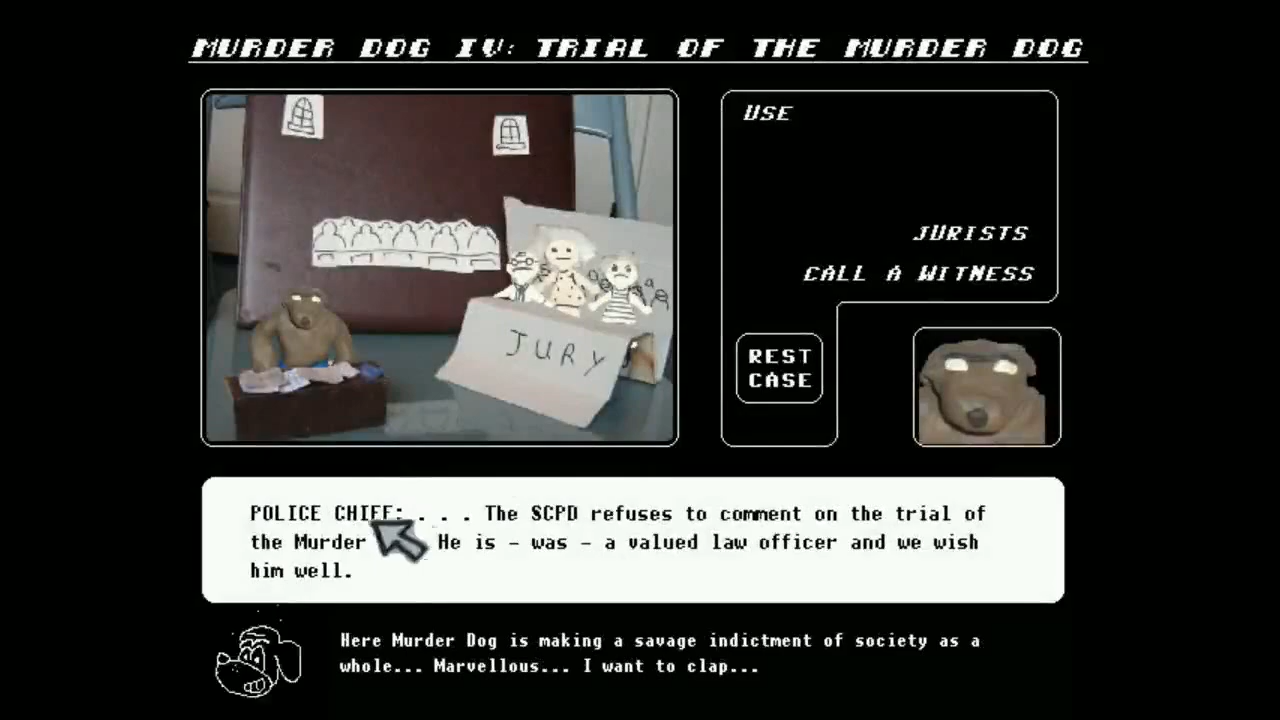 MURDER DOG IV: TRIAL OF THE MURDER DOG
USE
JURISTS
CALL A WITNESS
REST
CASE
JURY
POLICE CHIEF: . . . The SCPD refuses to comment on the trial of
the Murder He is - was - a valued law officer and we wish
him well.
Here Murder Dog is making a savage indictment of society as a
whole... Marvellous... I want to clap...